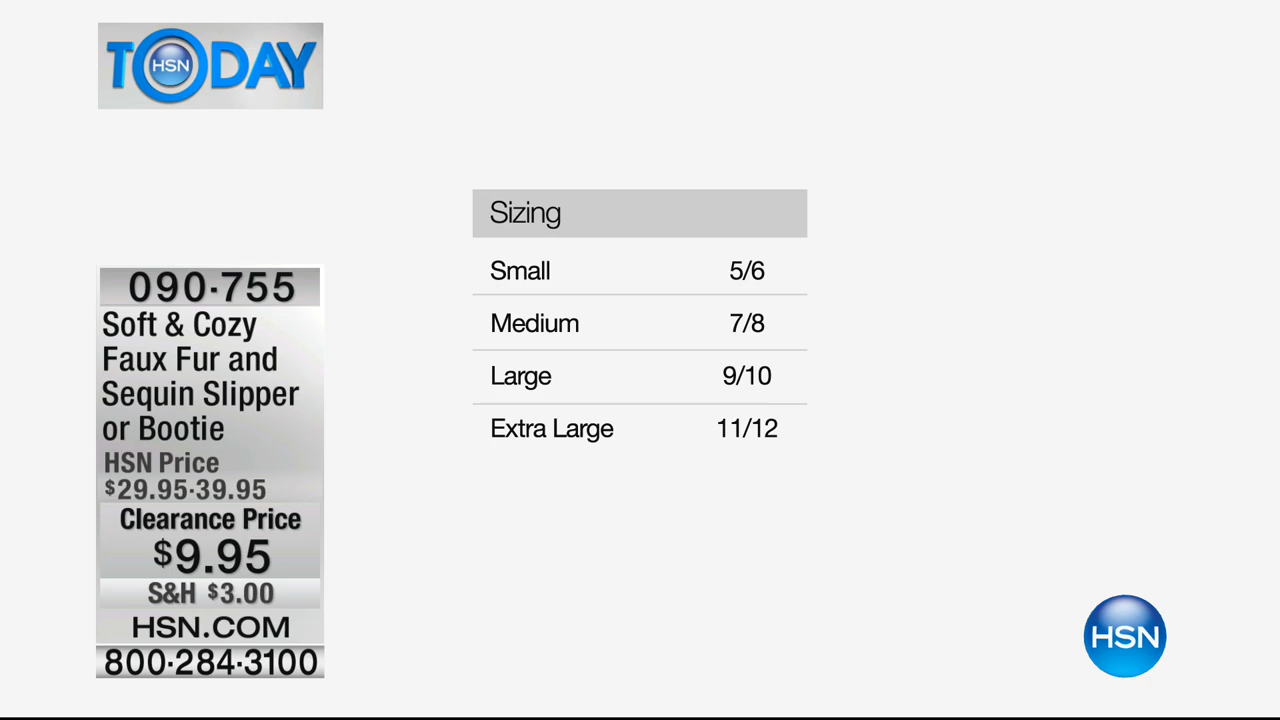 TODAY
HSN
Sizing
Small 5/6
Medium 7/8
Large 9/10
Extra Large 11/12
090·755
Soft & Cozy
Faux Fur and
Sequin Slipper
or Bootie
HSN Price
$29.95·39.95
Clearance Price
$9.95
S&H $3.00
HSN.COM
800·284·3100
HSN